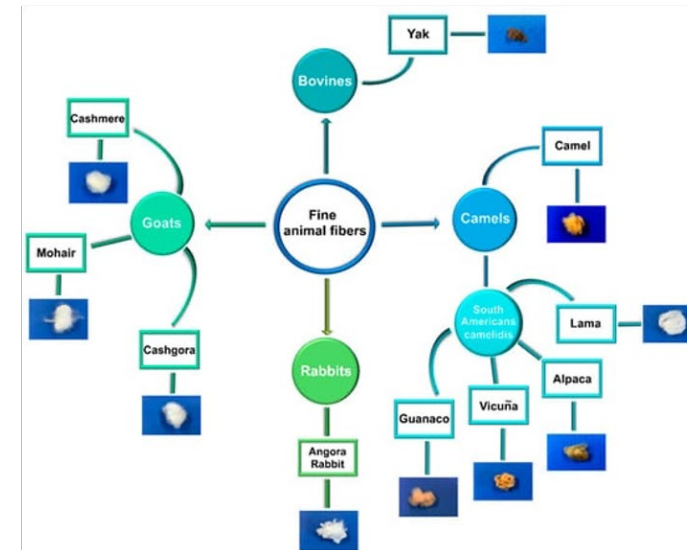 Yak
Bovines
Cashmere
Camel
Goats
Fine
animal fibers
Camels
Mohair
South
Americans
camelidis
Lama
Cashgora
Rabbits
Alpaca
Guanaco
Vicuña
Angora
Rabbit